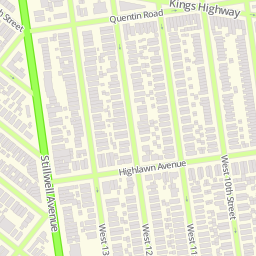 Kings Highway
Quentin Road
Street
Stillwell Avenue
Highlawn Avenue
West 10th Street
West 13
West 12
West 11